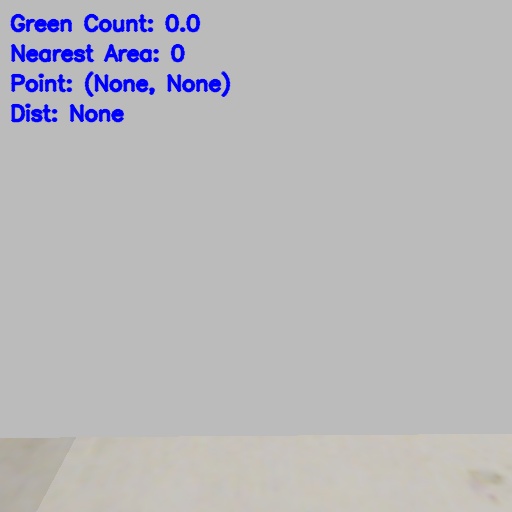 Green Count: 0.0
Nearest Area: 0
Point: (None, None)
Dist: None